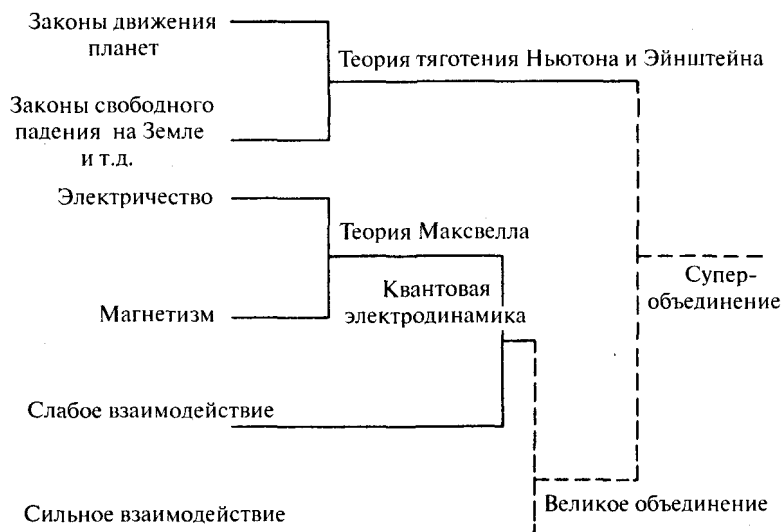 Законы движения
планет
Теория тяготения Ньютона и Эйнштейна
Законы свободного
падения на Земле
и т.д.
Электричество
Теория Максвелла
Супер-
объединение
Квантовая
электродинамика
Магнетизм
Слабое взаимодействие
Великое объединение
Сильное взаимодействие